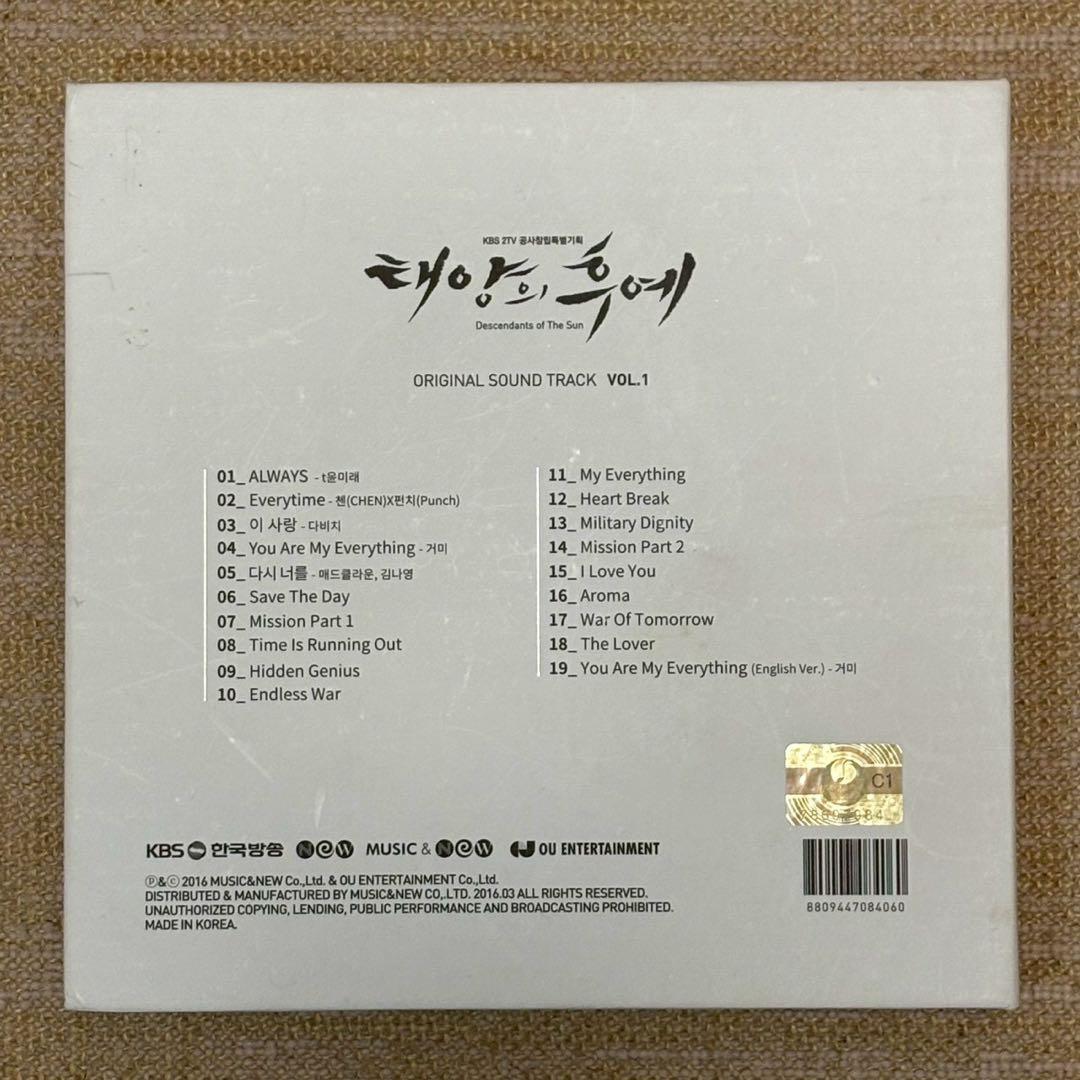 KBS 2TV 공사창립특별기획
태양의 후예
Descendants of The Sun
ORIGINAL SOUND TRACK VOL.1
01_ ALWAYS - t윤미래
02_ Everytime - 첸(CHEN)X펀치(Punch)
03_ 이 사랑 - 다비치
04_ You Are My Everything - 거미
05_ 다시 너를 - 매드클라운, 김나영
06_ Save The Day
07_ Mission Part 1
08_ Time Is Running Out
09_ Hidden Genius
10_ Endless War
11_ My Everything
12_ Heart Break
13_ Military Dignity
14_ Mission Part 2
15_ I Love You
16_ Aroma
17_ War Of Tomorrow
18_ The Lover
19_ You Are My Everything (English Ver.) - 거미
C1
KBS 한국방송 NEW MUSIC & NEW OU ENTERTAINMENT
℗&ⓒ 2016 MUSIC&NEW Co.,Ltd. & OU ENTERTAINMENT Co.,Ltd.
DISTRIBUTED & MANUFACTURED BY MUSIC&NEW CO,.LTD. 2016.03 ALL RIGHTS RESERVED.
UNAUTHORIZED COPYING, LENDING, PUBLIC PERFORMANCE AND BROADCASTING PROHIBITED.
MADE IN KOREA.
8809447084060